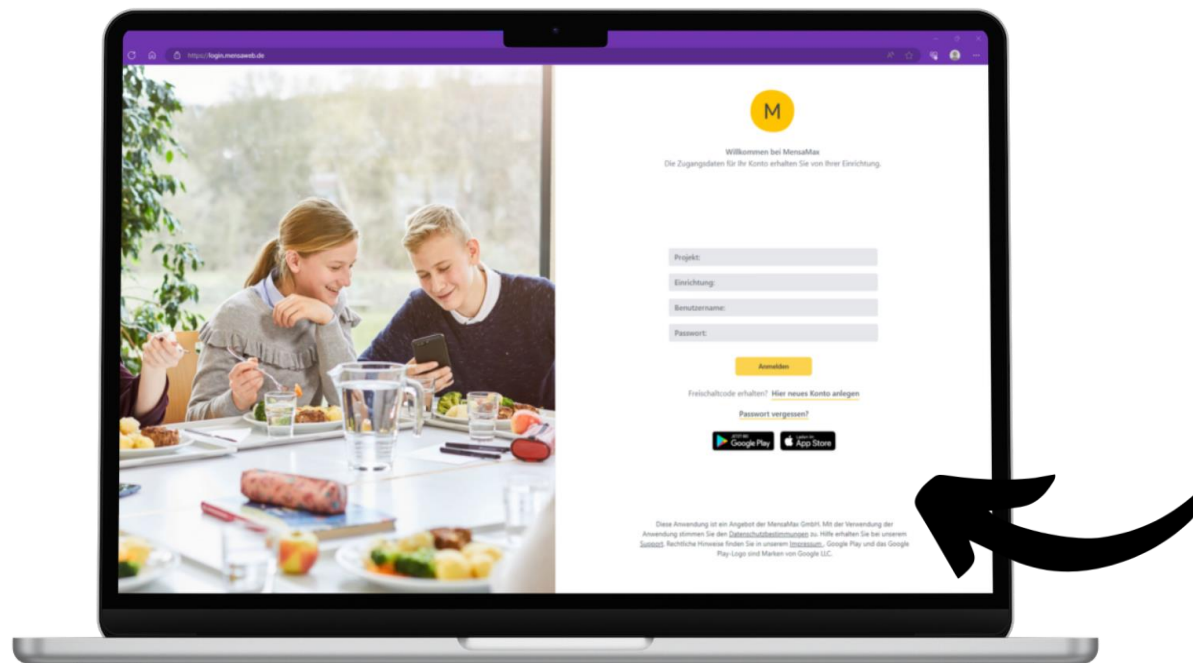 https://login.mensaweb.de
M
Willkommen bei MensaMax
Die Zugangsdaten für Ihr Konto erhalten Sie von Ihrer Einrichtung.
Projekt:
Einrichtung:
Benutzername:
Passwort:
Anmelden
Freischaltcode erhalten? Hier neues Konto anlegen
Passwort vergessen?
JETZT BEI
Google Play
Laden im
App Store
Diese Anwendung ist ein Angebot der MensaMax GmbH. Mit der Verwendung der
Anwendung stimmen Sie den Datenschutzbestimmungen zu. Hilfe erhalten Sie bei unserem
Support. Rechtliche Hinweise finden Sie in unserem Impressum . Google Play und das Google
Play-Logo sind Marken von Google LLC.